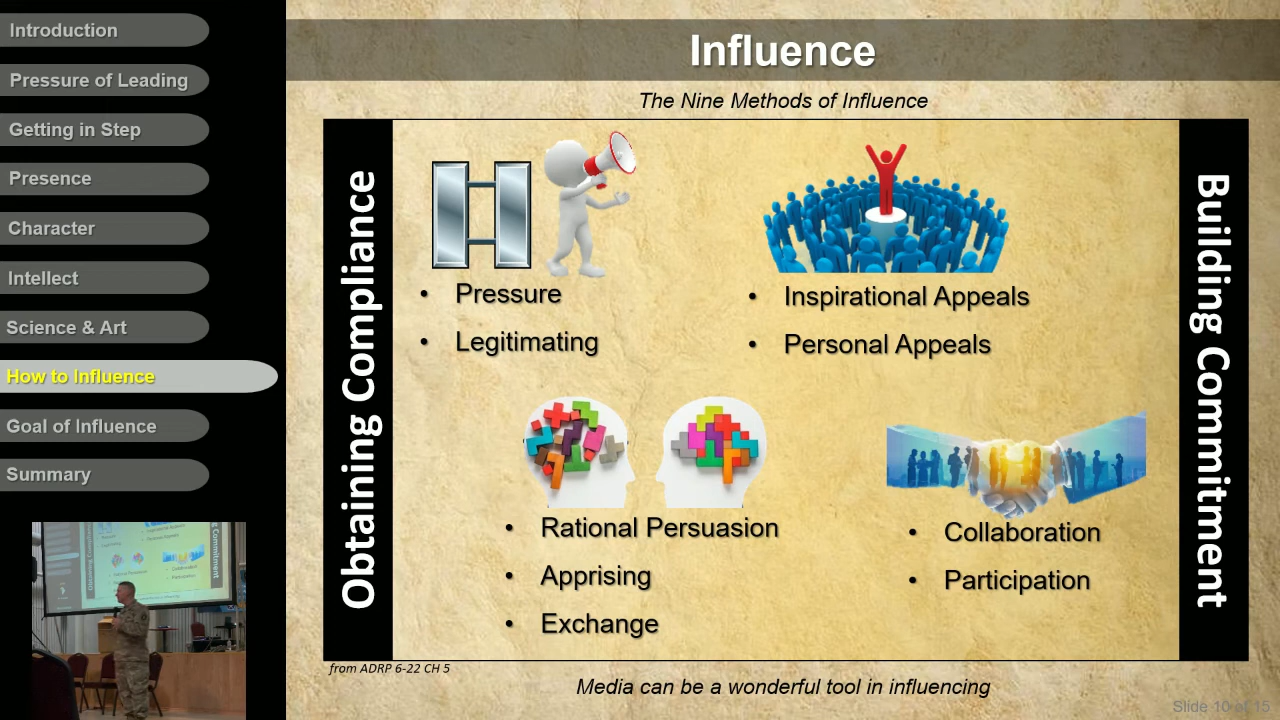 Introduction
Pressure of Leading
Getting in Step
Presence
Character
Intellect
Science & Art
How to Influence
Goal of Influence
Summary
Influence
The Nine Methods of Influence
Obtaining Compliance
• Pressure
• Legitimating
• Inspirational Appeals
• Personal Appeals
• Rational Persuasion
• Apprising
• Exchange
• Collaboration
• Participation
Building Commitment
from ADRP 6-22 CH 5
Media can be a wonderful tool in influencing
Slide 10 of 15